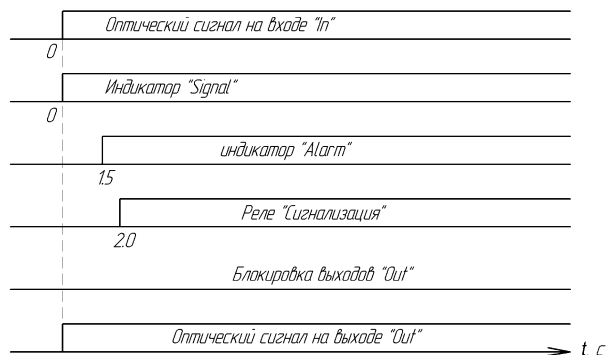 Оптический сигнал на входе "In"
0
Индикатор "Signal"
0
индикатор "Alarm"
1.5
Реле "Сигнализация"
2.0
Блокировка выходов "Out"
Оптический сигнал на выходе "Out"
t, с